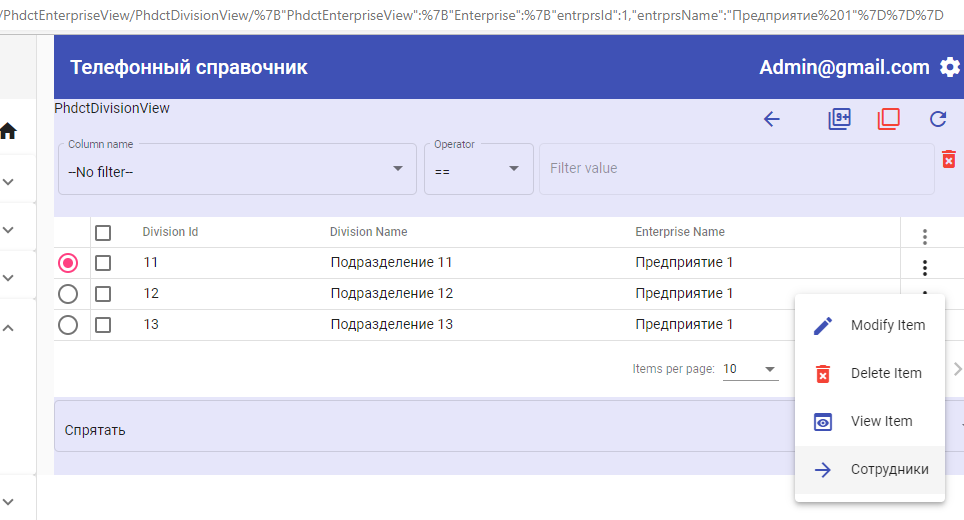 /PhdctEnterpriseView/PhdctDivisionView/%7B"PhdctEnterpriseView":%7B"Enterprise":%7B"entrprsId":1,"entrprsName":"Предприятие%201"%7D%7D%7D
Телефонный справочник Admin@gmail.com
PhdctDivisionView
9+
Column name Operator
--No filter-- == Filter value
Division Id Division Name Enterprise Name
11 Подразделение 11 Предприятие 1
12 Подразделение 12 Предприятие 1
13 Подразделение 13 Предприятие 1
Modify Item
Items per page: 10
Delete Item
View Item
Спрятать
Сотрудники